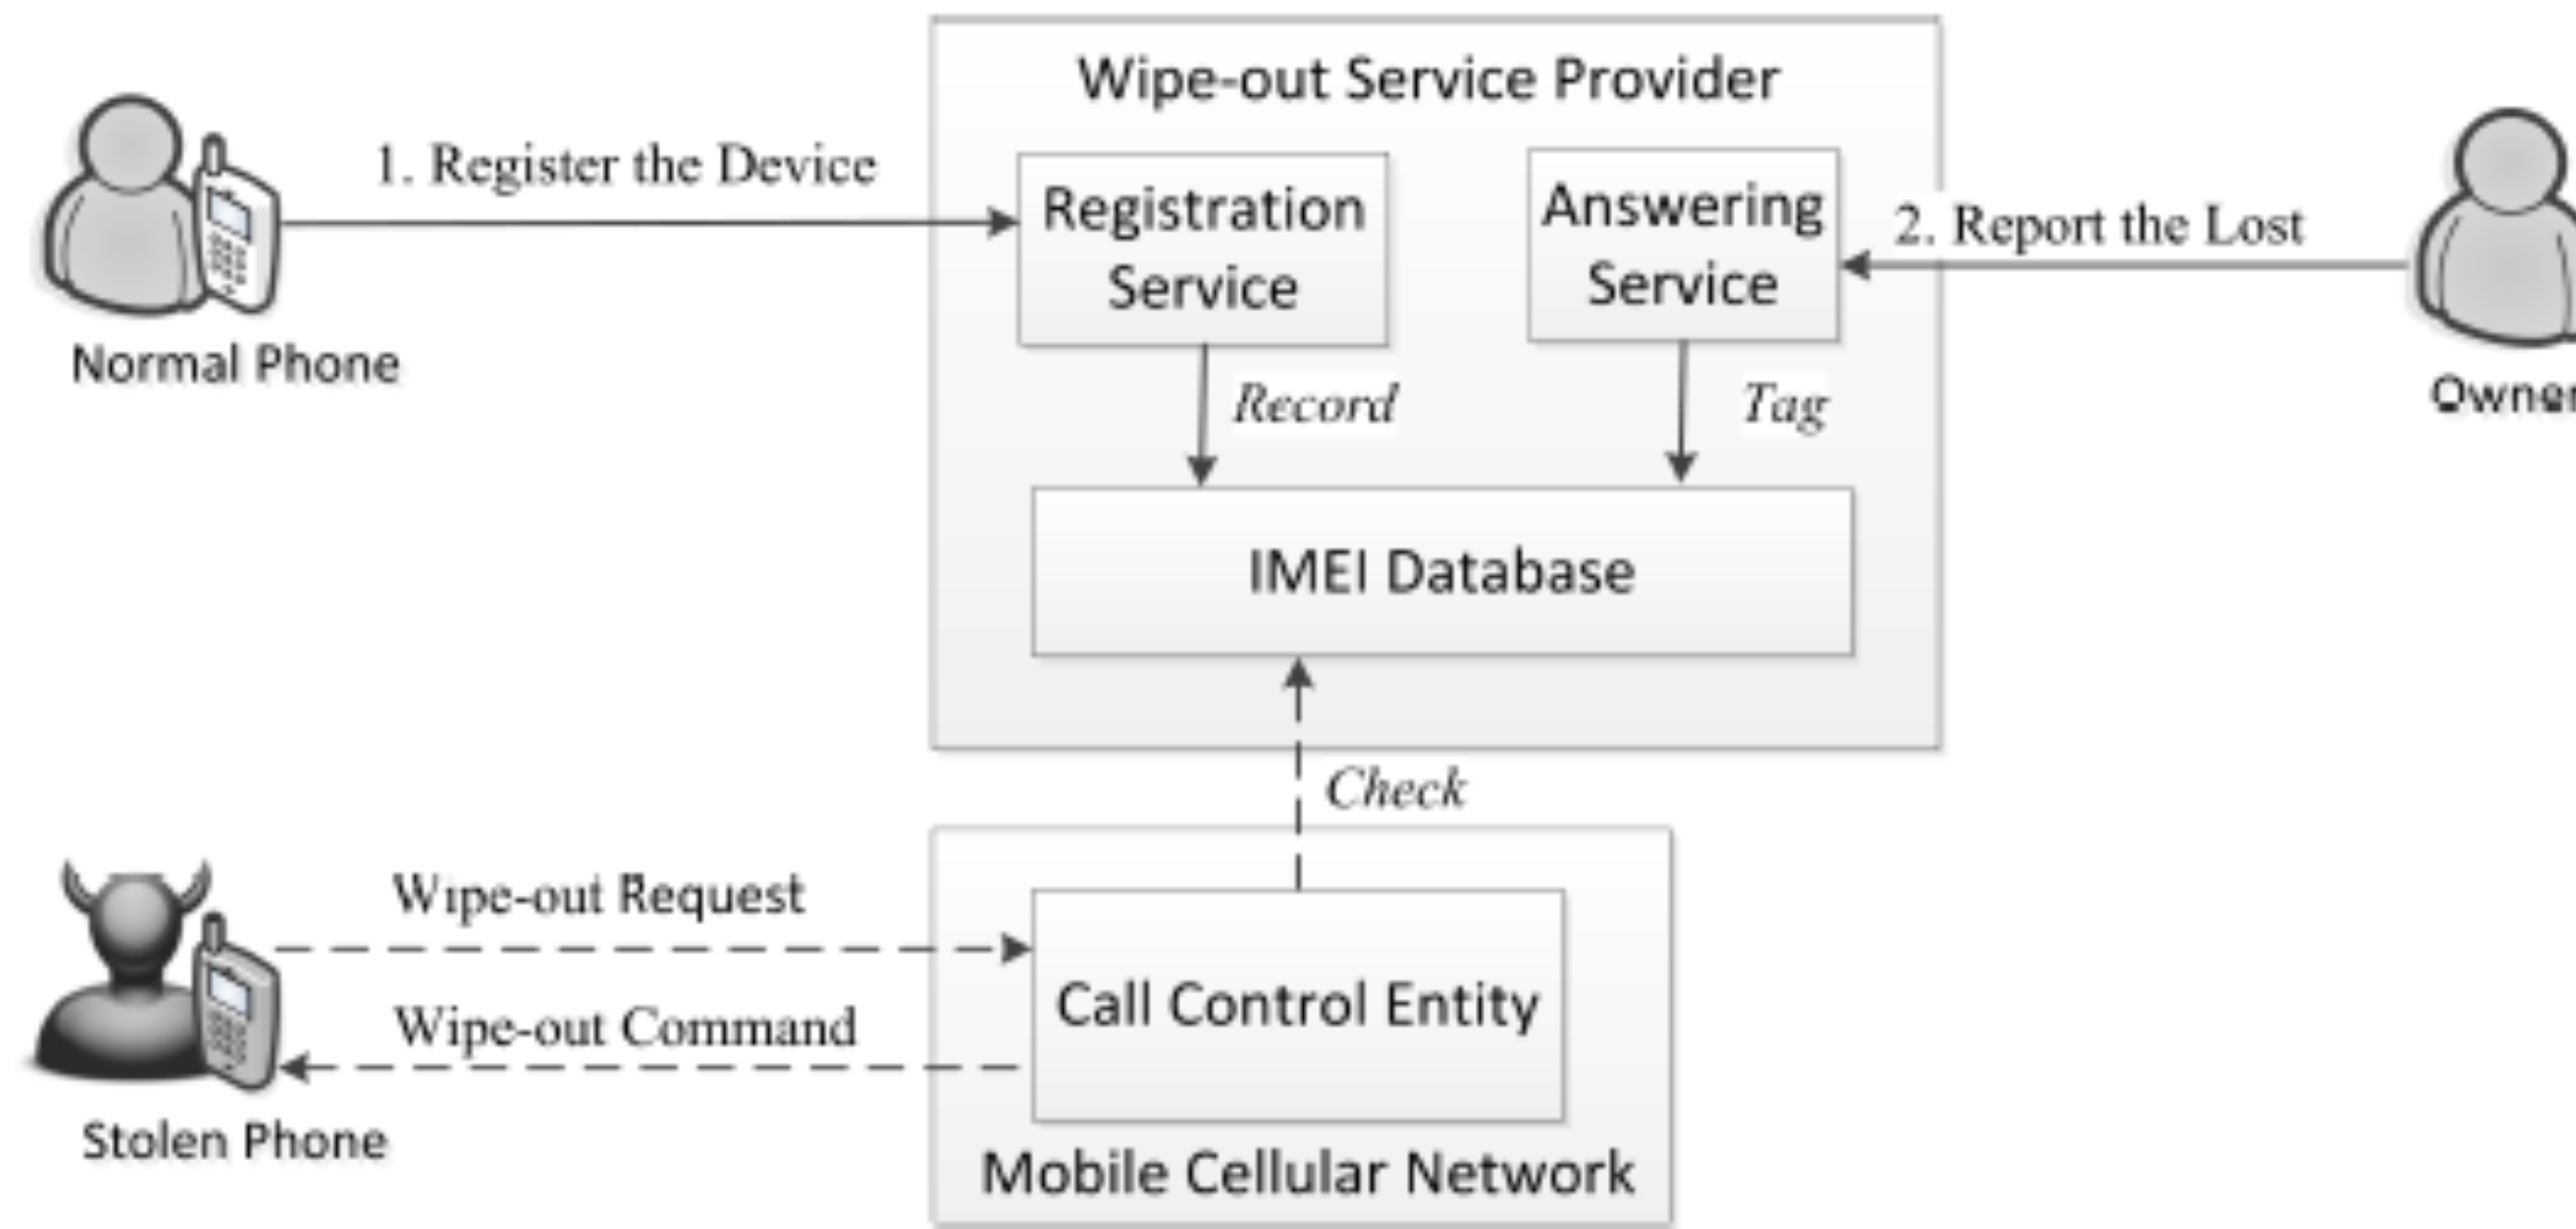 Wipe-out Service Provider
1. Register the Device
Registration
Service
Answering
Service
2. Report the Lost
Normal Phone
Record
Tag
Owner
IMEI Database
Check
Wipe-out Request
Call Control Entity
Wipe-out Command
Stolen Phone
Mobile Cellular Network